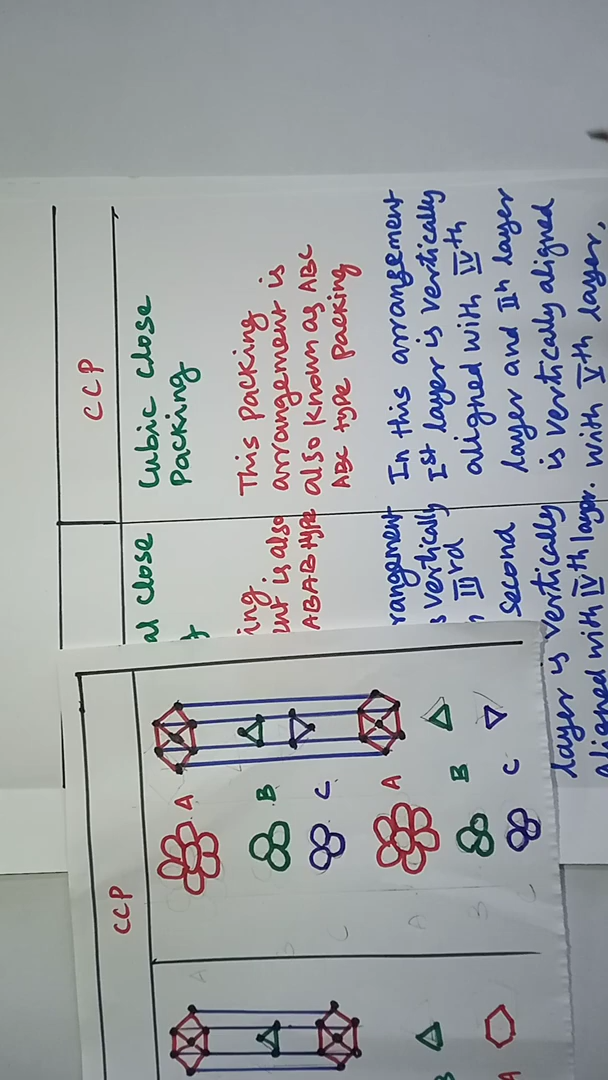 CCP
al close
Cubic close
Packing
ing
ent is also
ABAB type
This Packing
arrangement is
also known as ABC
ABC type packing
rangement
s vertically
IIIrd
second
layer is vertically
aligned with IVth layer.
In this arrangement
Ist layer is vertically
aligned with IVth
layer and IInd layer
is vertically aligned
with Vth layer,
CCP
A
B
C
A
B
C
A
B
C
A
B
C
A
B
A